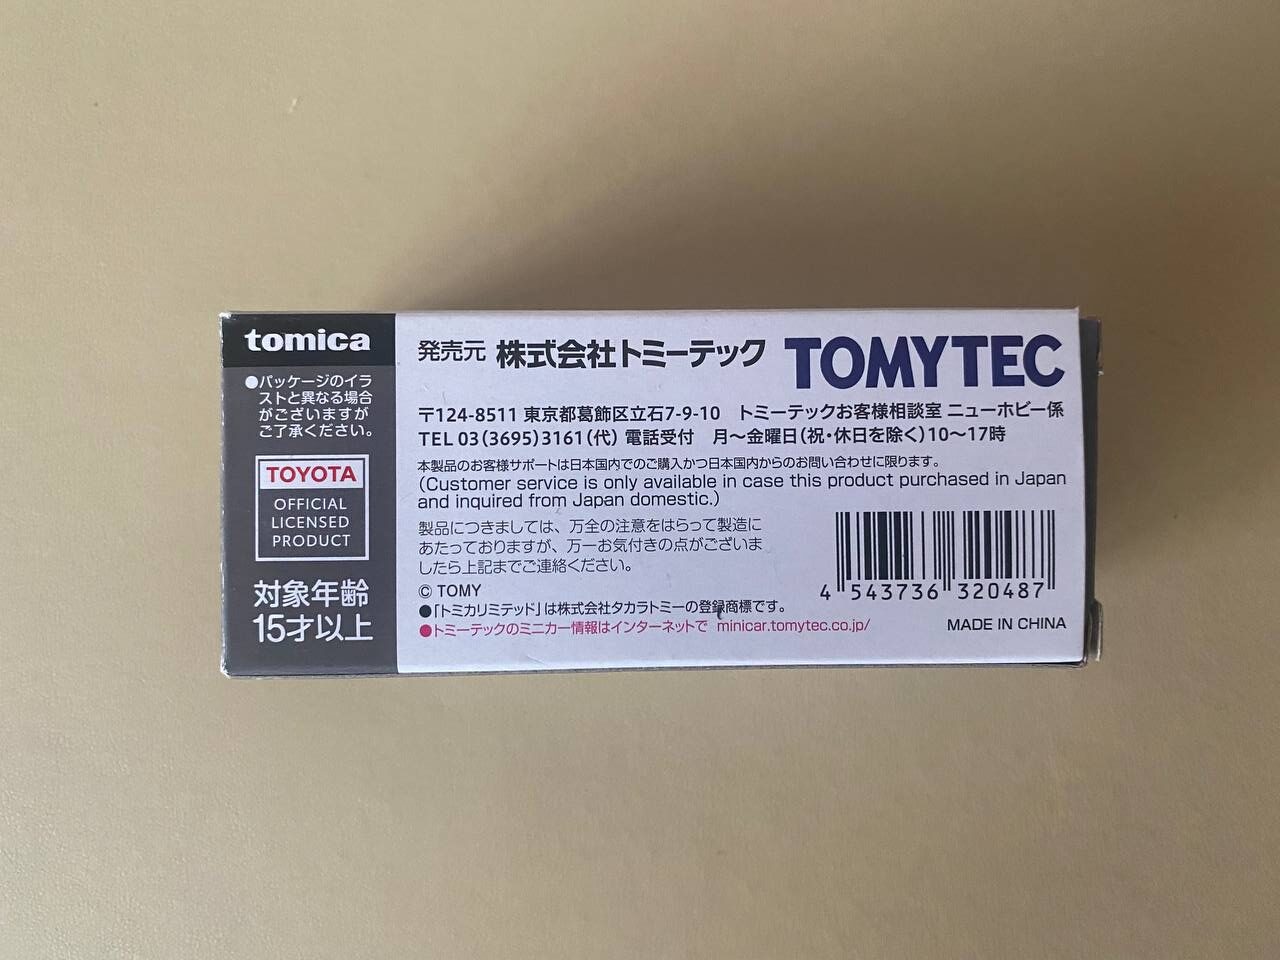 tomica
●パッケージのイラ
ストと異なる場合
がございますが
ご了承ください。
TOYOTA
OFFICIAL
LICENSED
PRODUCT
対象年齢
15才以上
発売元 株式会社トミーテック TOMYTEC
〒124-8511 東京都葛飾区立石7-9-10 トミーテックお客様相談室 ニューホビー係
TEL 03(3695)3161(代) 電話受付 月～金曜日(祝・休日を除く)10～17時
本製品のお客様サポートは日本国内でのご購入かつ日本国内からのお問い合わせに限ります。
(Customer service is only available in case this product purchased in Japan
and inquired from Japan domestic.)
製品につきましては、万全の注意をはらって製造に
あたっておりますが、万一お気付きの点がございま
したら上記までご連絡ください。
© TOMY
●「トミカリミテッド」は株式会社タカラトミーの登録商標です。
●トミーテックのミニカー情報はインターネットで minicar.tomytec.co.jp/
4 543736 320487
MADE IN CHINA